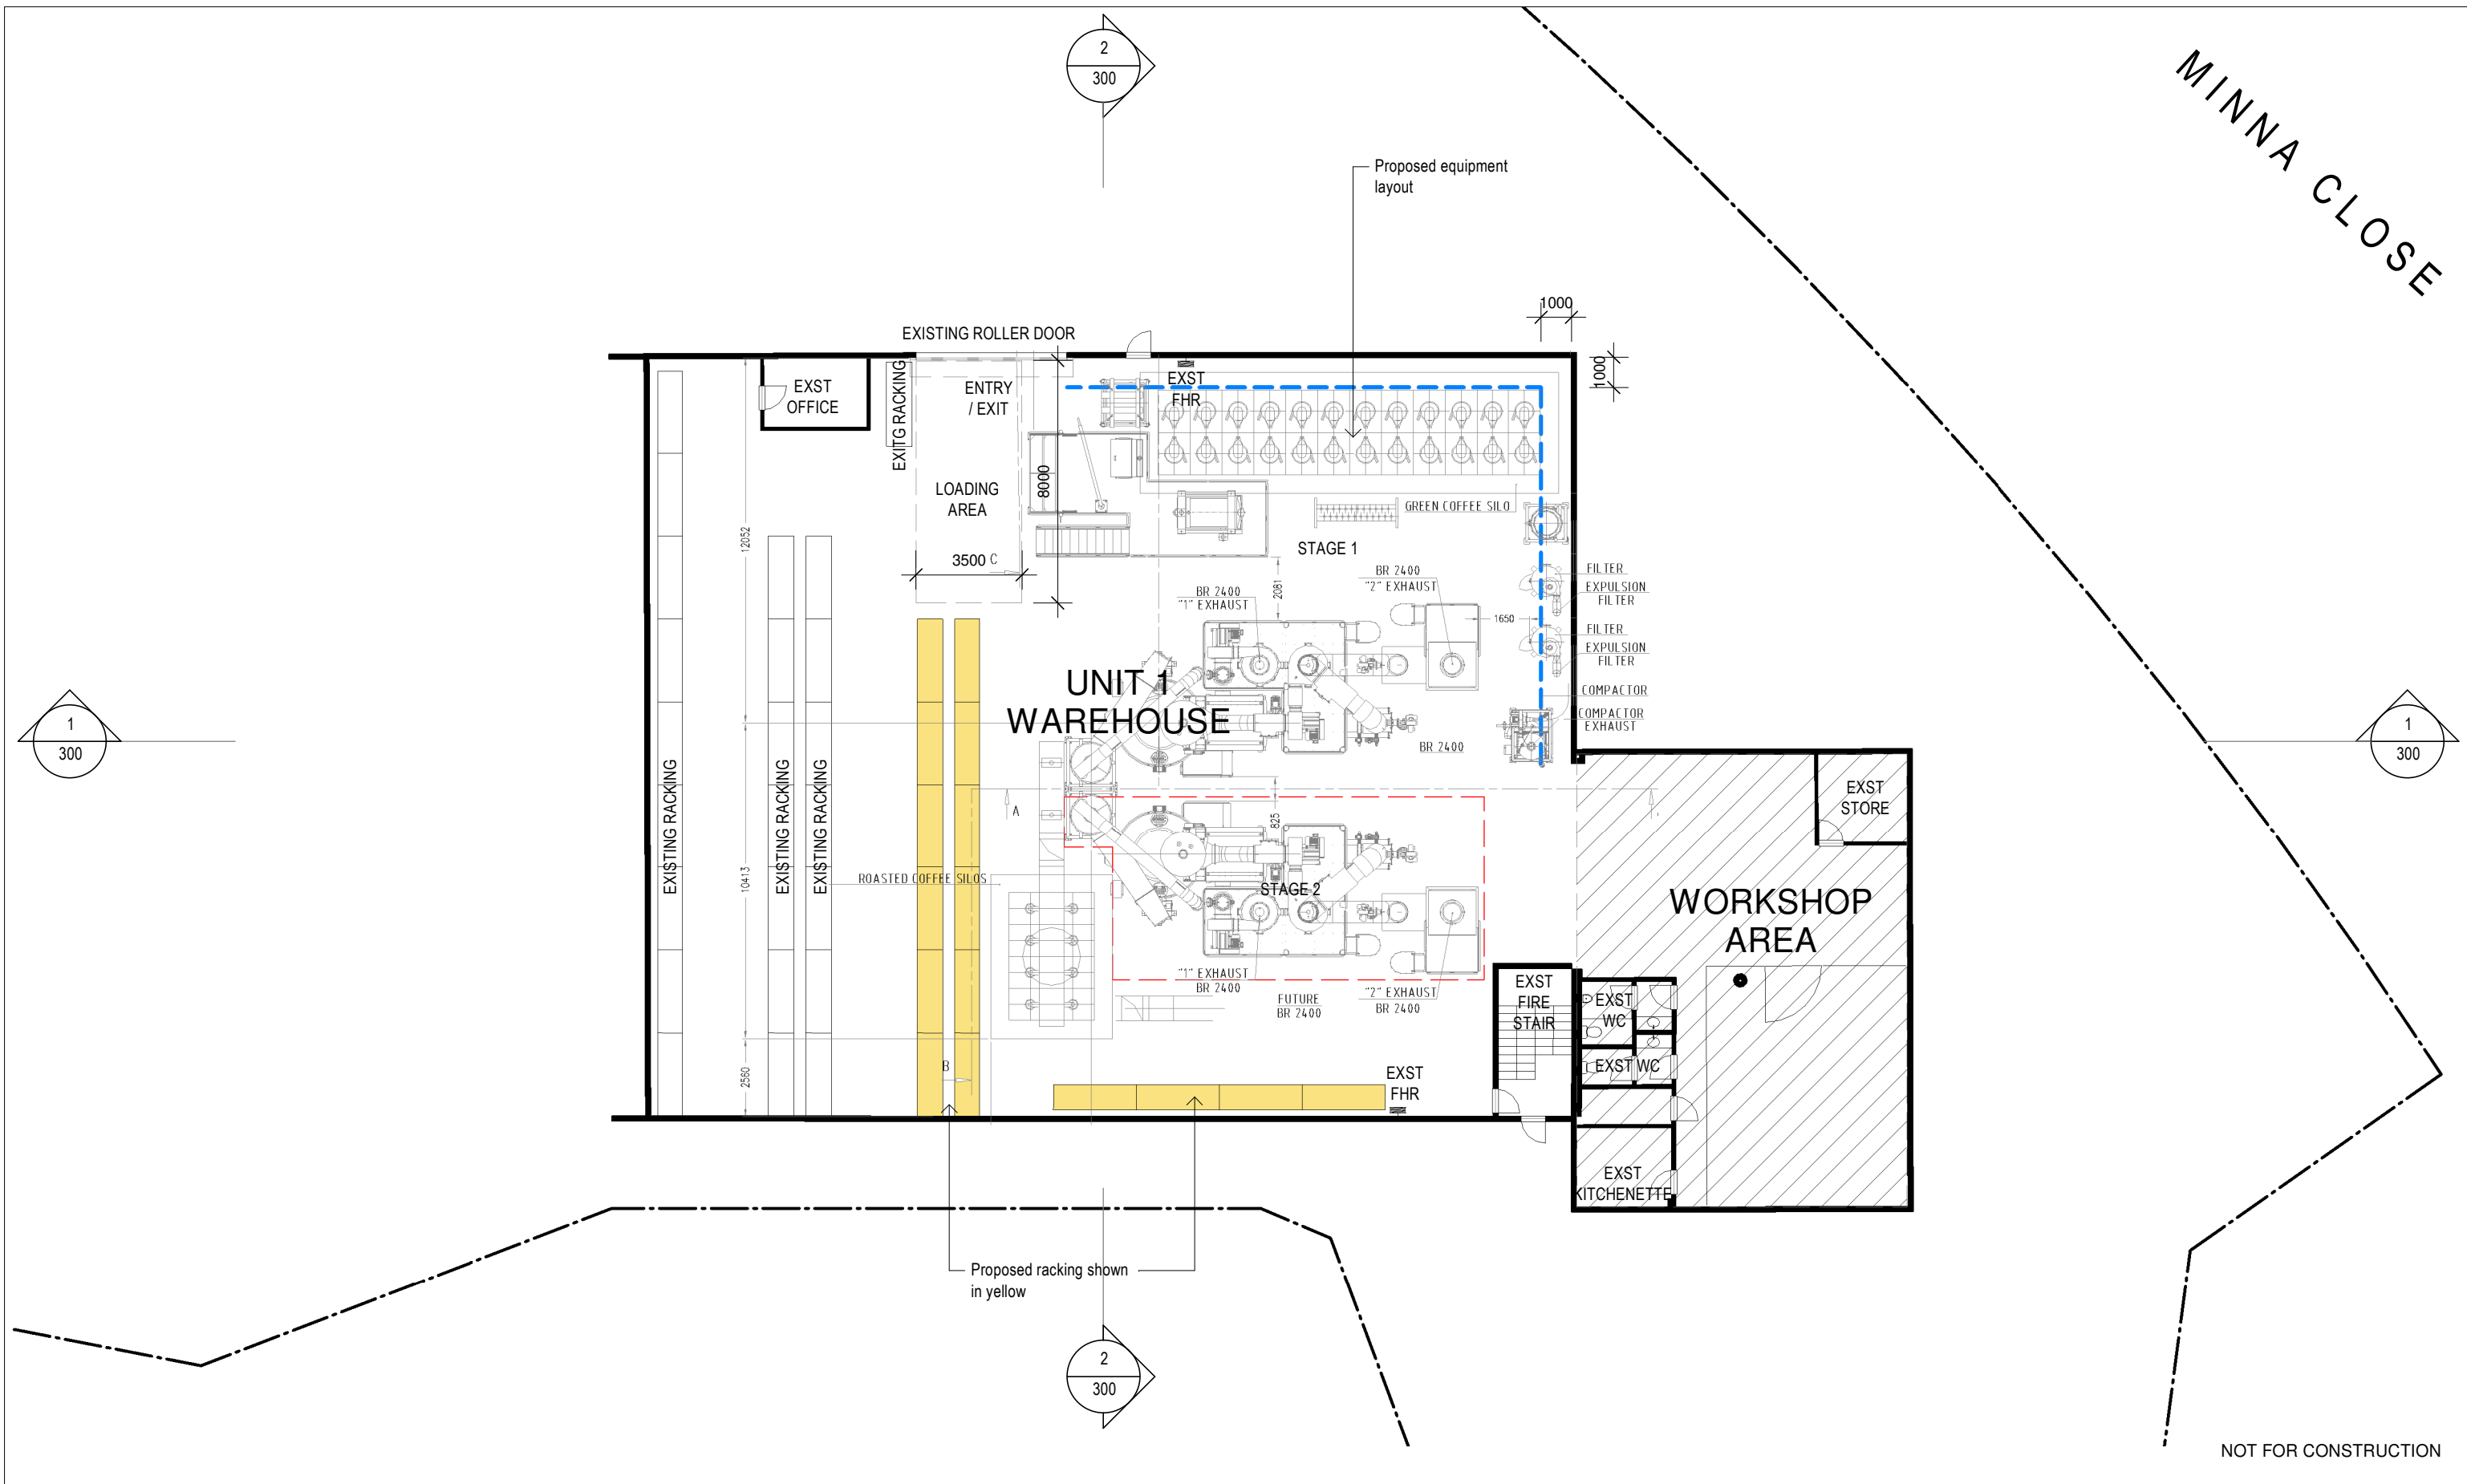 2
300
MINNA CLOSE
Proposed equipment
layout
1000
EXISTING ROLLER DOOR
1000
EXST
OFFICE
EXITG RACKING
ENTRY
/ EXIT
EXST
FHR
LOADING
AREA
8000
GREEN COFFEE SILO
12052
STAGE 1
3500
C
2081
BR 2400
"1" EXHAUST
BR 2400
"2" EXHAUST
FILTER
EXPULSION
FILTER
1650
FILTER
EXPULSION
FILTER
UNIT 1
WAREHOUSE
COMPACTOR
COMPACTOR
EXHAUST
BR 2400
1
300
1
300
EXISTING RACKING
EXISTING RACKING
EXISTING RACKING
A
825
EXST
STORE
10413
ROASTED COFFEE SILOS
STAGE 2
WORKSHOP
AREA
"1" EXHAUST
BR 2400
FUTURE
BR 2400
"2" EXHAUST
BR 2400
EXST
FIRE
STAIR
EXST
WC
EXST WC
2560
B
EXST
FHR
EXST
KITCHENETTE
Proposed racking shown
in yellow
2
300
NOT FOR CONSTRUCTION